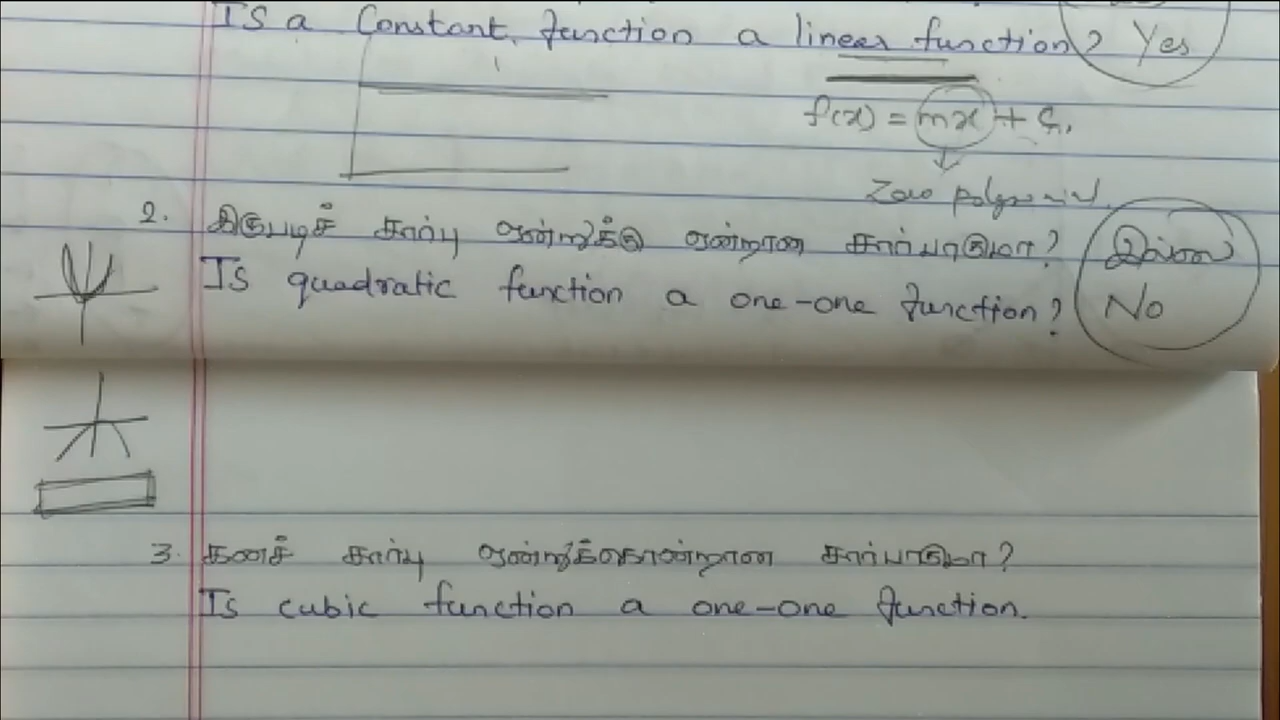 Is a Constant function a linear function? Yes
f(x) = mx + c,
Zero polynomial.
2. இருபடிச் சார்பு ஒன்றுக்கு ஒன்றான சார்பாகுமா? இல்லை
Is quadratic function a one-one function? No
3. கனச் சார்பு ஒன்றுக்கொன்றான சார்பாகுமா?
Is cubic function a one-one function.